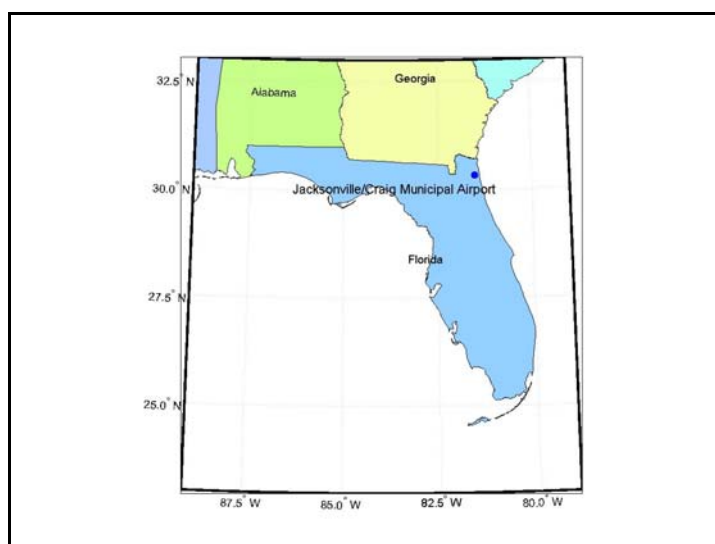 32.5° N
Alabama
Georgia
30.0° N
Jacksonville/Craig Municipal Airport
Florida
27.5° N
25.0° N
87.5° W
85.0° W
82.5° W
80.0° W